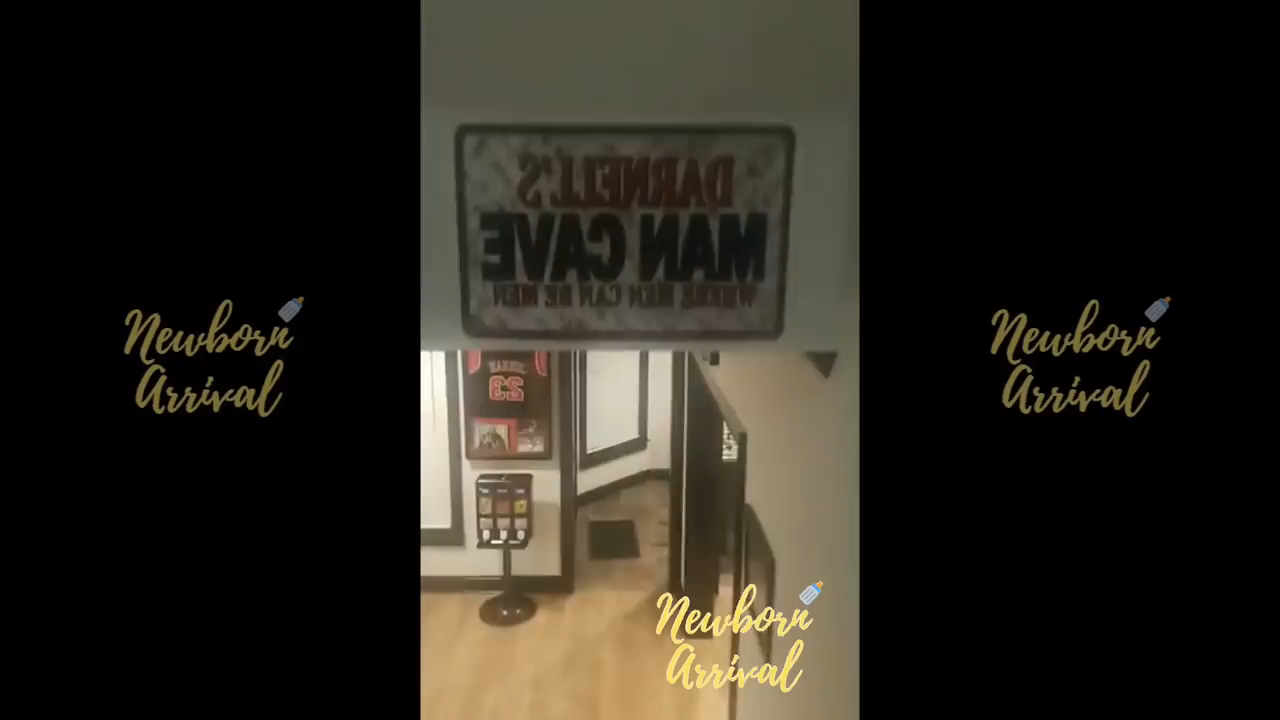 DARNELL'S
MAN CAVE
WHERE MEN CAN BE MEN
JORDAN
23
Newborn
Arrival
Newborn
Arrival
Newborn
Arrival